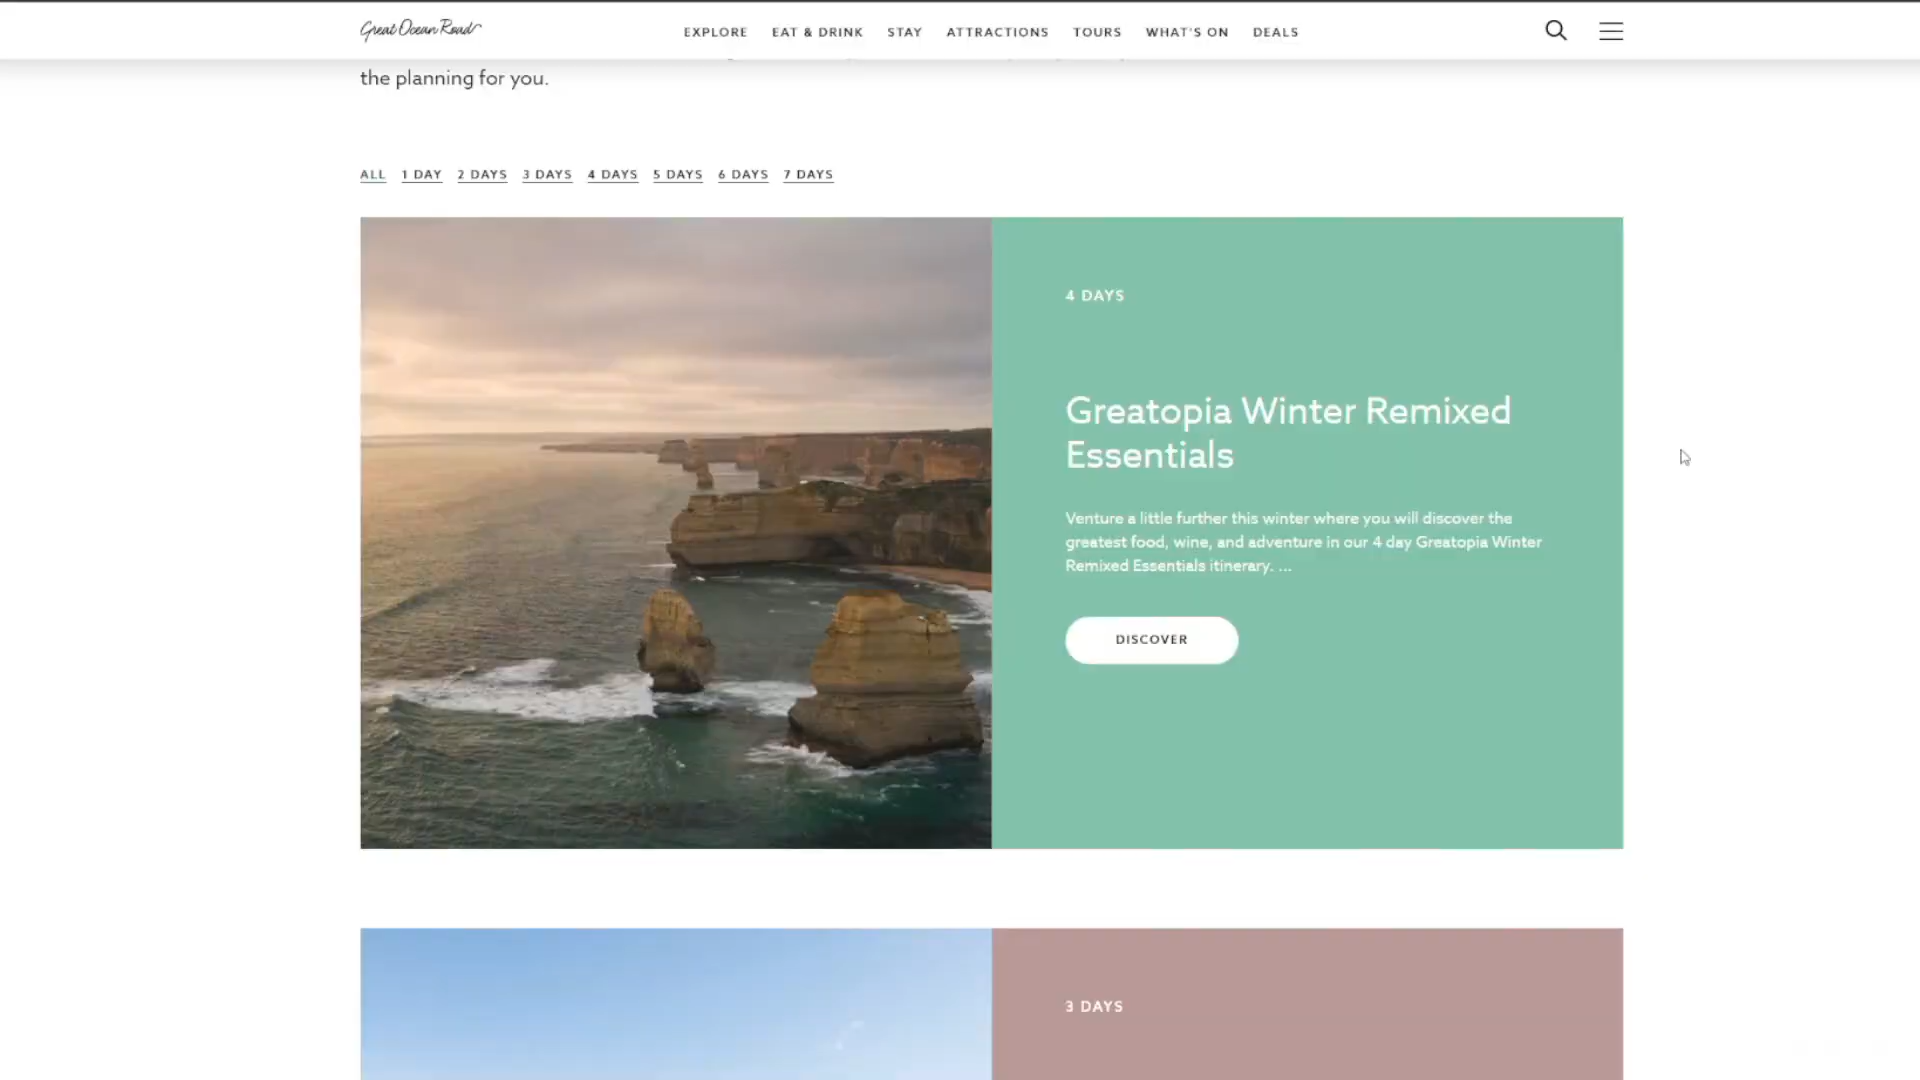 Great Ocean Road
EXPLORE EAT & DRINK STAY ATTRACTIONS TOURS WHAT'S ON DEALS
the planning for you.
ALL 1 DAY 2 DAYS 3 DAYS 4 DAYS 5 DAYS 6 DAYS 7 DAYS
4 DAYS
Greatopia Winter Remixed
Essentials
Venture a little further this winter where you will discover the
greatest food, wine, and adventure in our 4 day Greatopia Winter
Remixed Essentials itinerary. ...
DISCOVER
3 DAYS